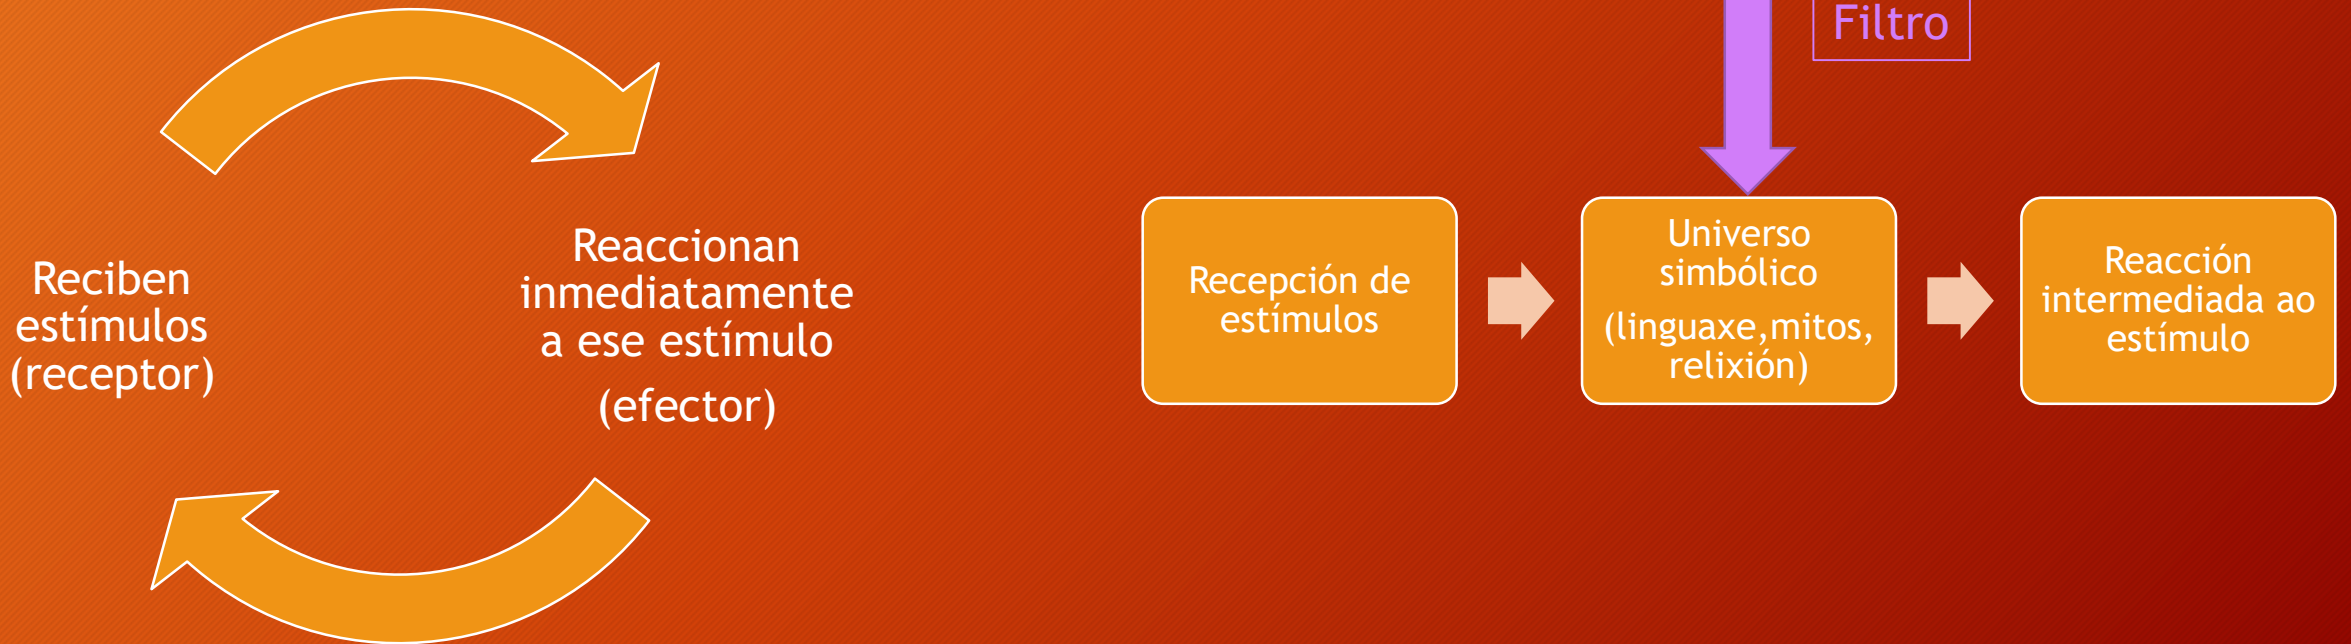 Filtro
Reciben
estímulos
(receptor)
Reaccionan
inmediatamente
a ese estímulo
(efector)
Recepción de
estímulos
Universo
simbólico
(linguaxe,mitos,
relixión)
Reacción
intermediada ao
estímulo